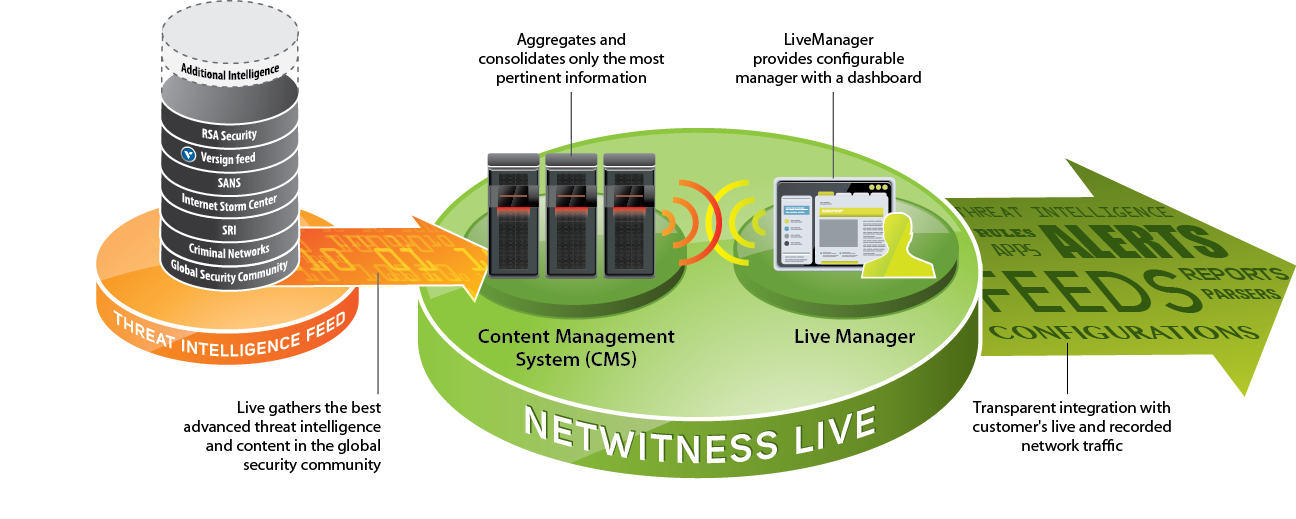 Additional Intelligence
RSA Security
Versign feed
SANS
Internet Storm Center
SRI
Criminal Networks
Global Security Community
THREAT INTELLIGENCE FEED
Live gathers the best
advanced threat intelligence
and content in the global
security community
Aggregates and
consolidates only the most
pertinent information
LiveManager
provides configurable
manager with a dashboard
Content Management
System (CMS)
Live Manager
NETWITNESS LIVE
THREAT INTELLIGENCE
RULES
APPS
ALERTS
FEEDS
REPORTS
PARSERS
CONFIGURATIONS
Transparent integration with
customer's live and recorded
network traffic